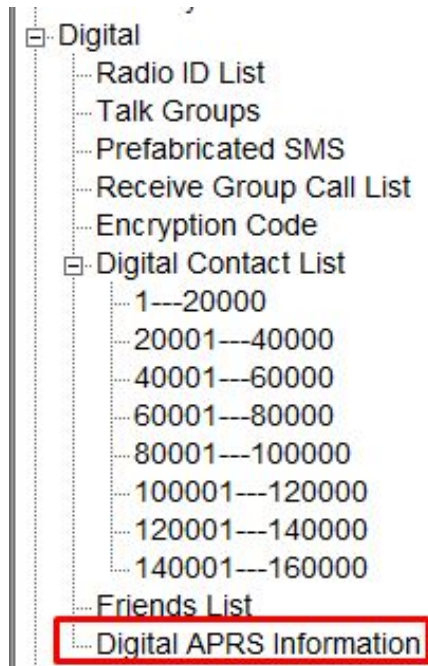 Digital
Radio ID List
Talk Groups
Prefabricated SMS
Receive Group Call List
Encryption Code
Digital Contact List
1---20000
20001---40000
40001---60000
60001---80000
80001---100000
100001---120000
120001---140000
140001---160000
Friends List
Digital APRS Information